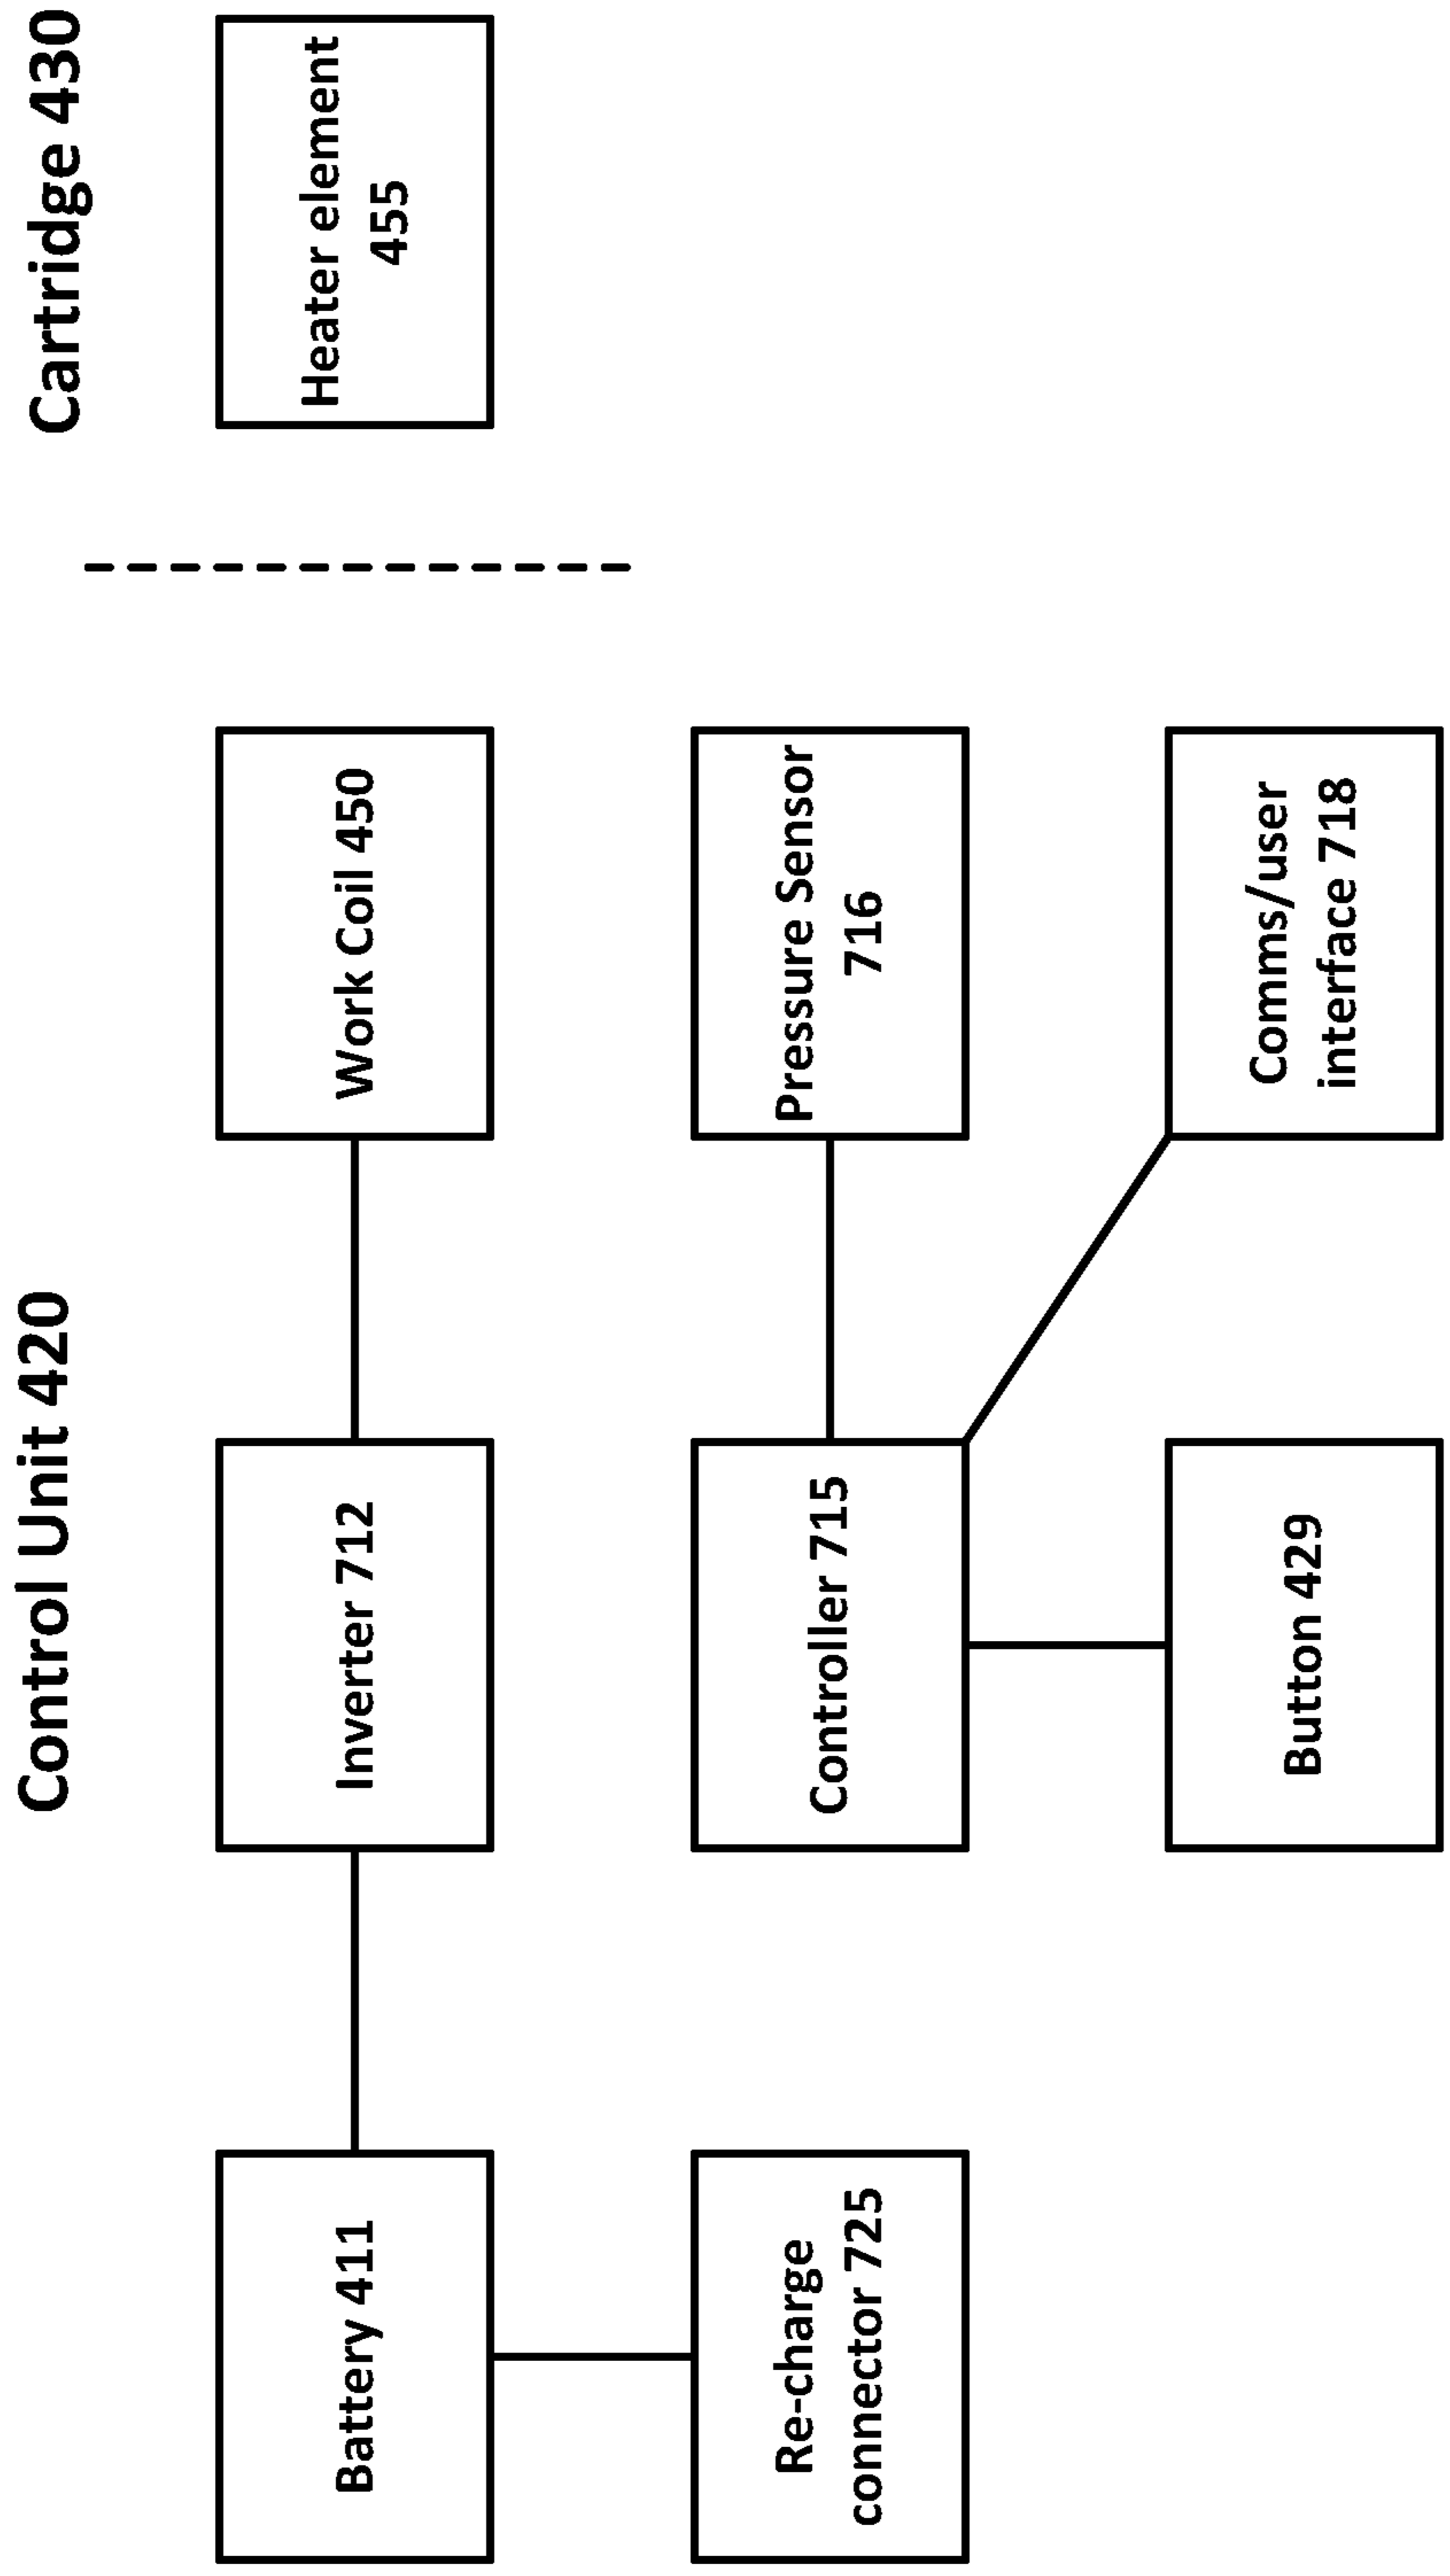 Control Unit 420
Cartridge 430
Battery 411
Inverter 712
Work Coil 450
Heater element
455
Re-charge
connector 725
Controller 715
Pressure Sensor
716
Button 429
Comms/user
interface 718